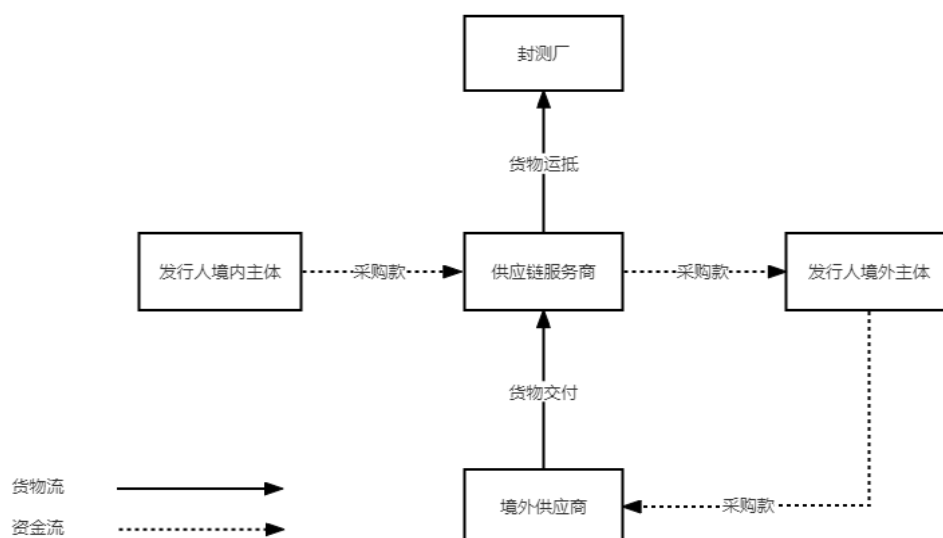 封测厂
货物运抵
发行人境内主体
采购款
供应链服务商
采购款
发行人境外主体
货物交付
货物流
境外供应商
采购款
资金流